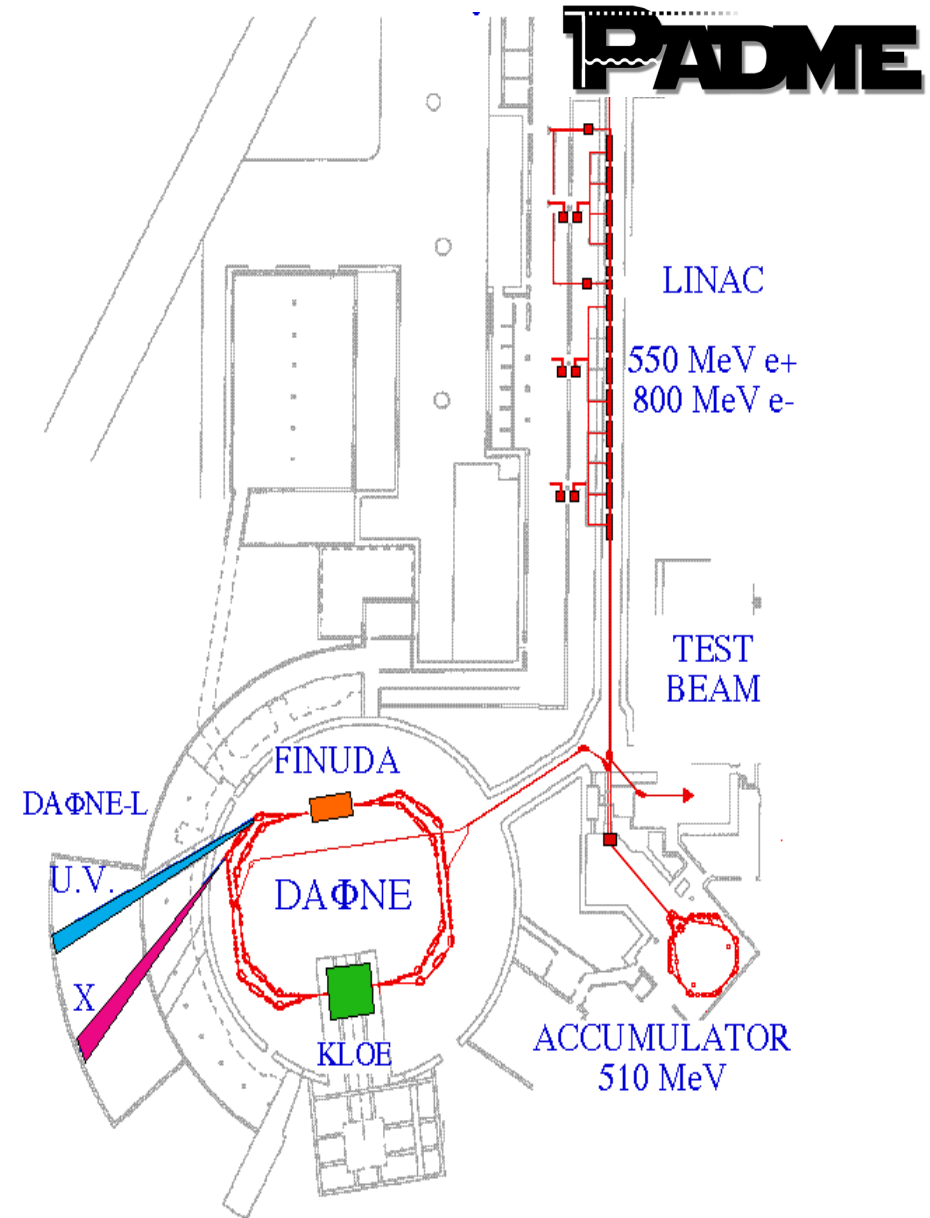 PADME
LINAC
550 MeV e+
800 MeV e-
TEST
BEAM
FINUDA
DAΦNE-L
U.V.
DAΦNE
X
KLOE
ACCUMULATOR
510 MeV